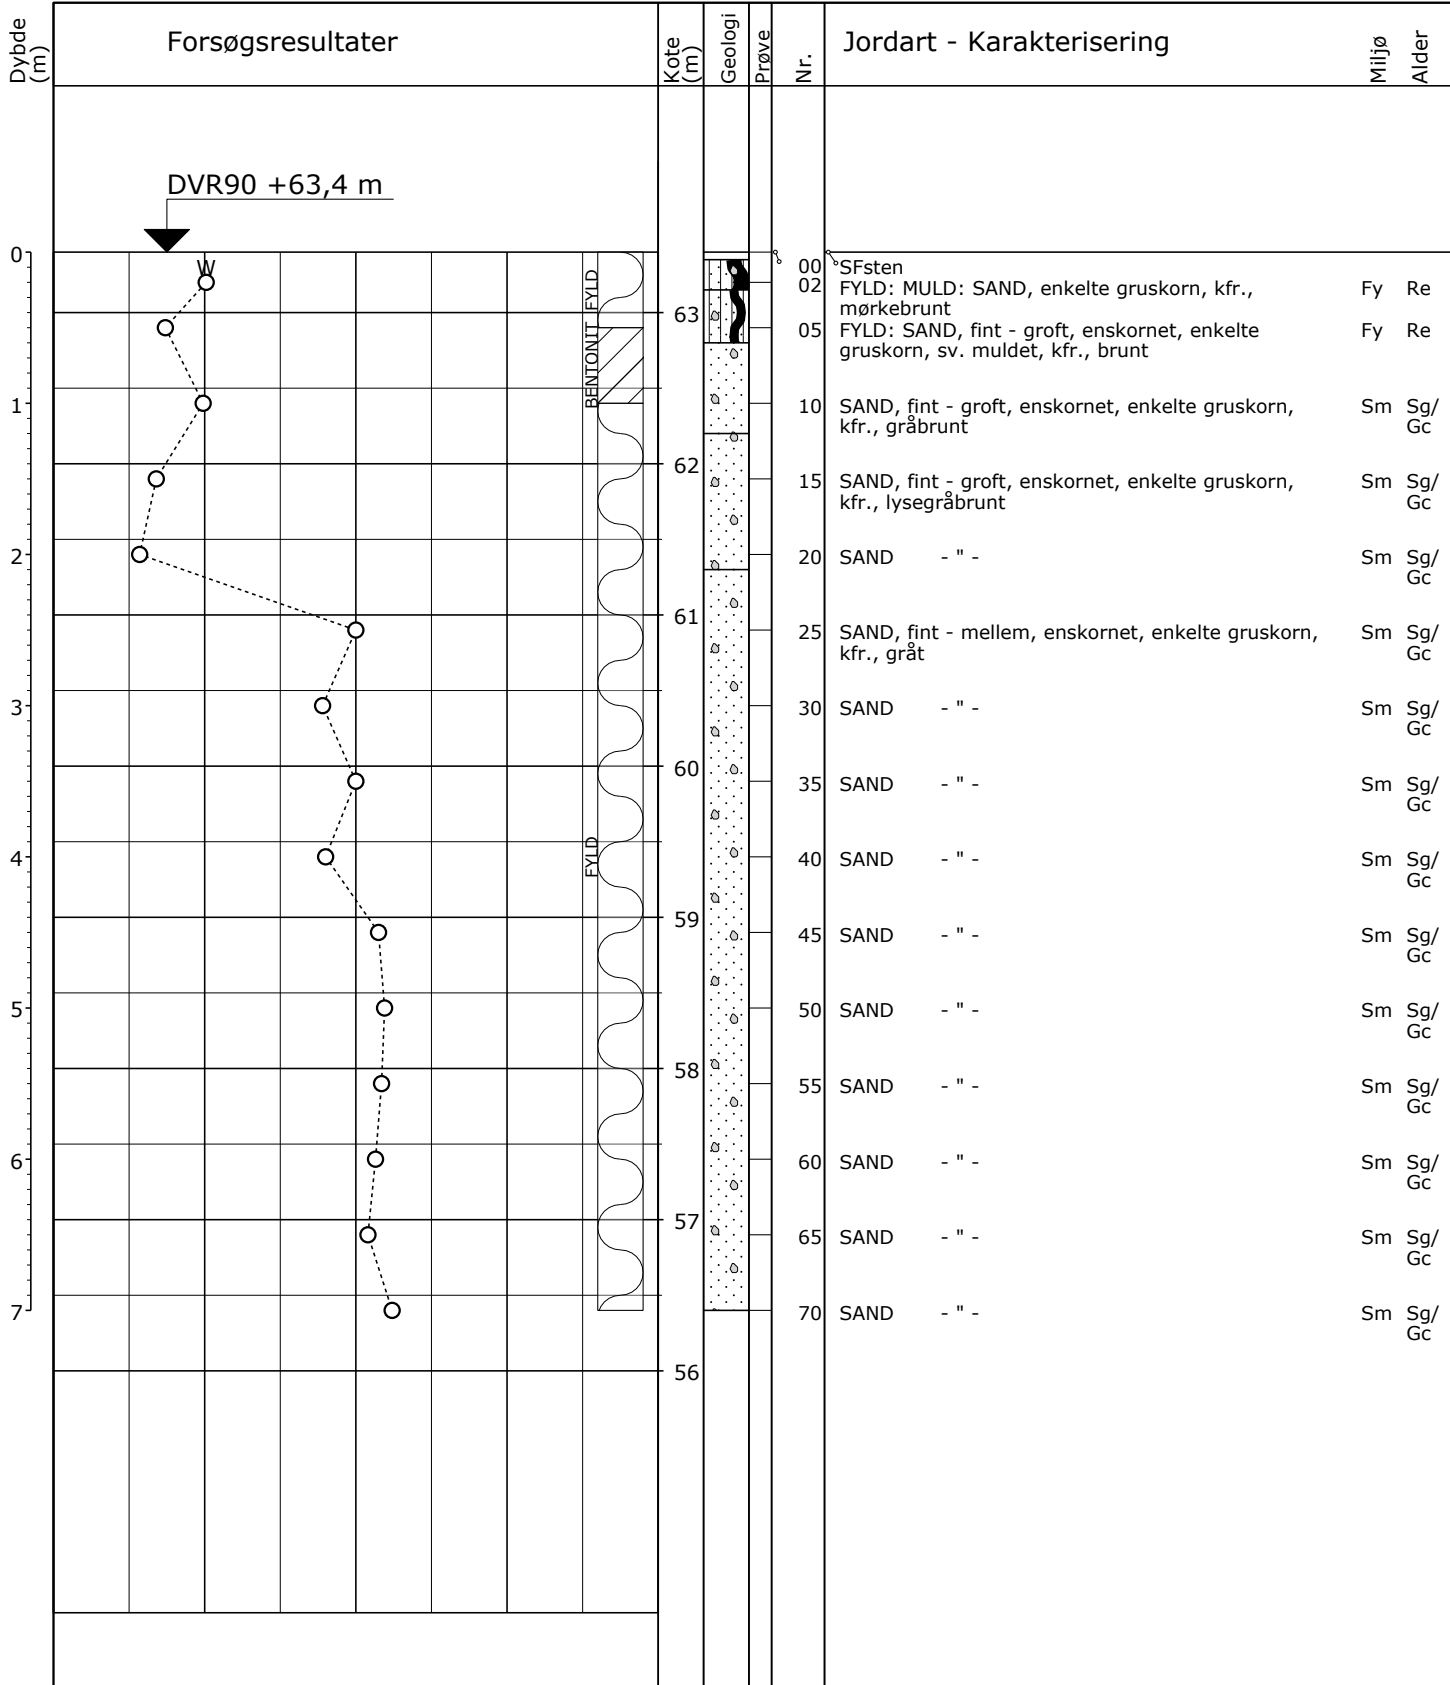 Dybde
(m)
Forsøgsresultater
Kote
(m)
Geologi
Prøve
Nr.
Jordart - Karakterisering
Miljø
Alder
DVR90 +63,4 m
W
0
1
2
3
4
5
6
7
FYLD
BENTONIT
FYLD
63
62
61
60
59
58
57
56
00 SFsten
02 FYLD: MULD: SAND, enkelte gruskorn, kfr., Fy Re
mørkebrunt
05 FYLD: SAND, fint - groft, enskornet, enkelte Fy Re
gruskorn, sv. muldet, kfr., brunt
10 SAND, fint - groft, enskornet, enkelte gruskorn, Sm Sg/
kfr., gråbrunt Gc
15 SAND, fint - groft, enskornet, enkelte gruskorn, Sm Sg/
kfr., lysegråbrunt Gc
20 SAND - " - Sm Sg/
Gc
25 SAND, fint - mellem, enskornet, enkelte gruskorn, Sm Sg/
kfr., gråt Gc
30 SAND - " - Sm Sg/
Gc
35 SAND - " - Sm Sg/
Gc
40 SAND - " - Sm Sg/
Gc
45 SAND - " - Sm Sg/
Gc
50 SAND - " - Sm Sg/
Gc
55 SAND - " - Sm Sg/
Gc
60 SAND - " - Sm Sg/
Gc
65 SAND - " - Sm Sg/
Gc
70 SAND - " - Sm Sg/
Gc